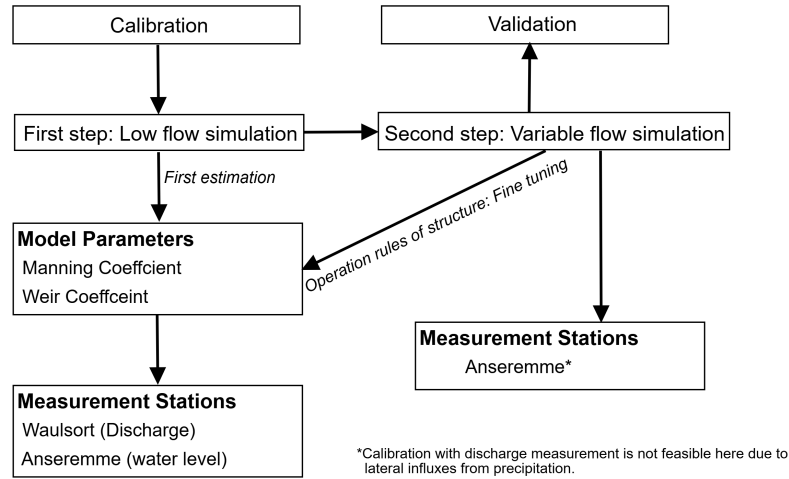 Calibration
Validation
First step: Low flow simulation
Second step: Variable flow simulation
First estimation
Operation rules of structure: Fine tuning
Model Parameters
Manning Coeffcient
Weir Coeffceint
Measurement Stations
Anseremme*
Measurement Stations
Waulsort (Discharge)
Anseremme (water level)
*Calibration with discharge measurement is not feasible here due to
lateral influxes from precipitation.